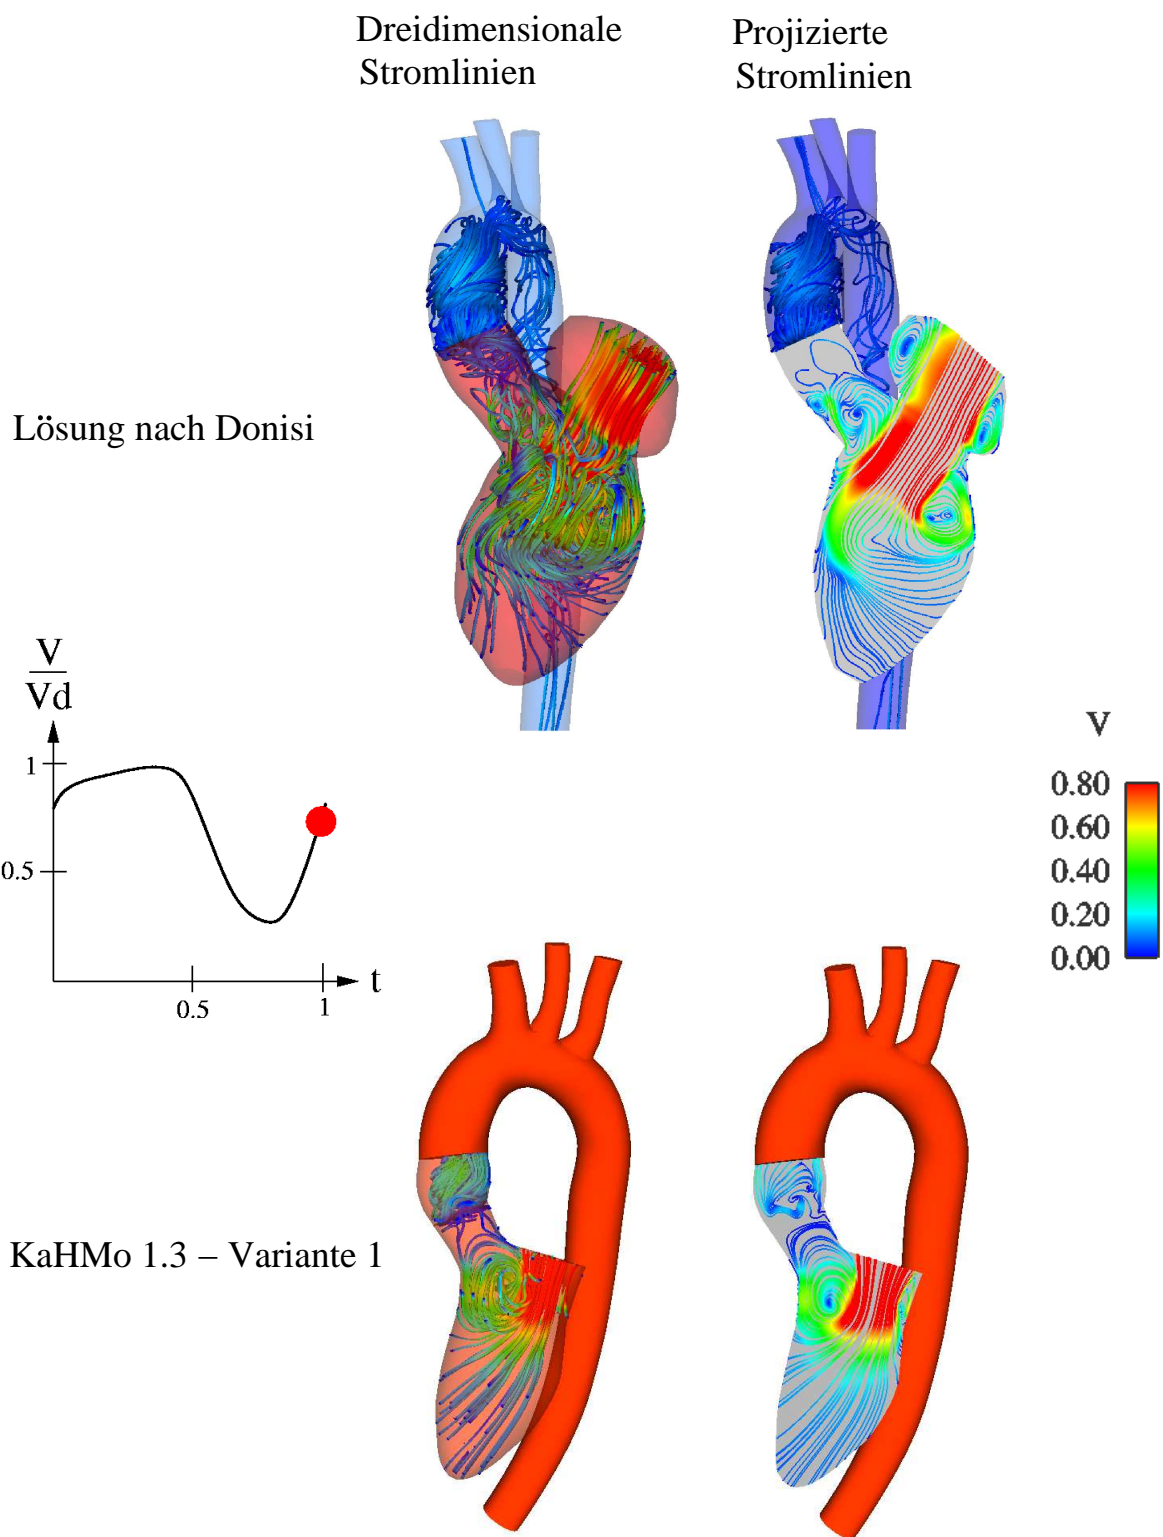 Dreidimensionale
Stromlinien
Projizierte
Stromlinien
Lösung nach Donisi
V
Vd
1
0.5
0.5
1
t
V
0.80
0.60
0.40
0.20
0.00
KaHMo 1.3 – Variante 1